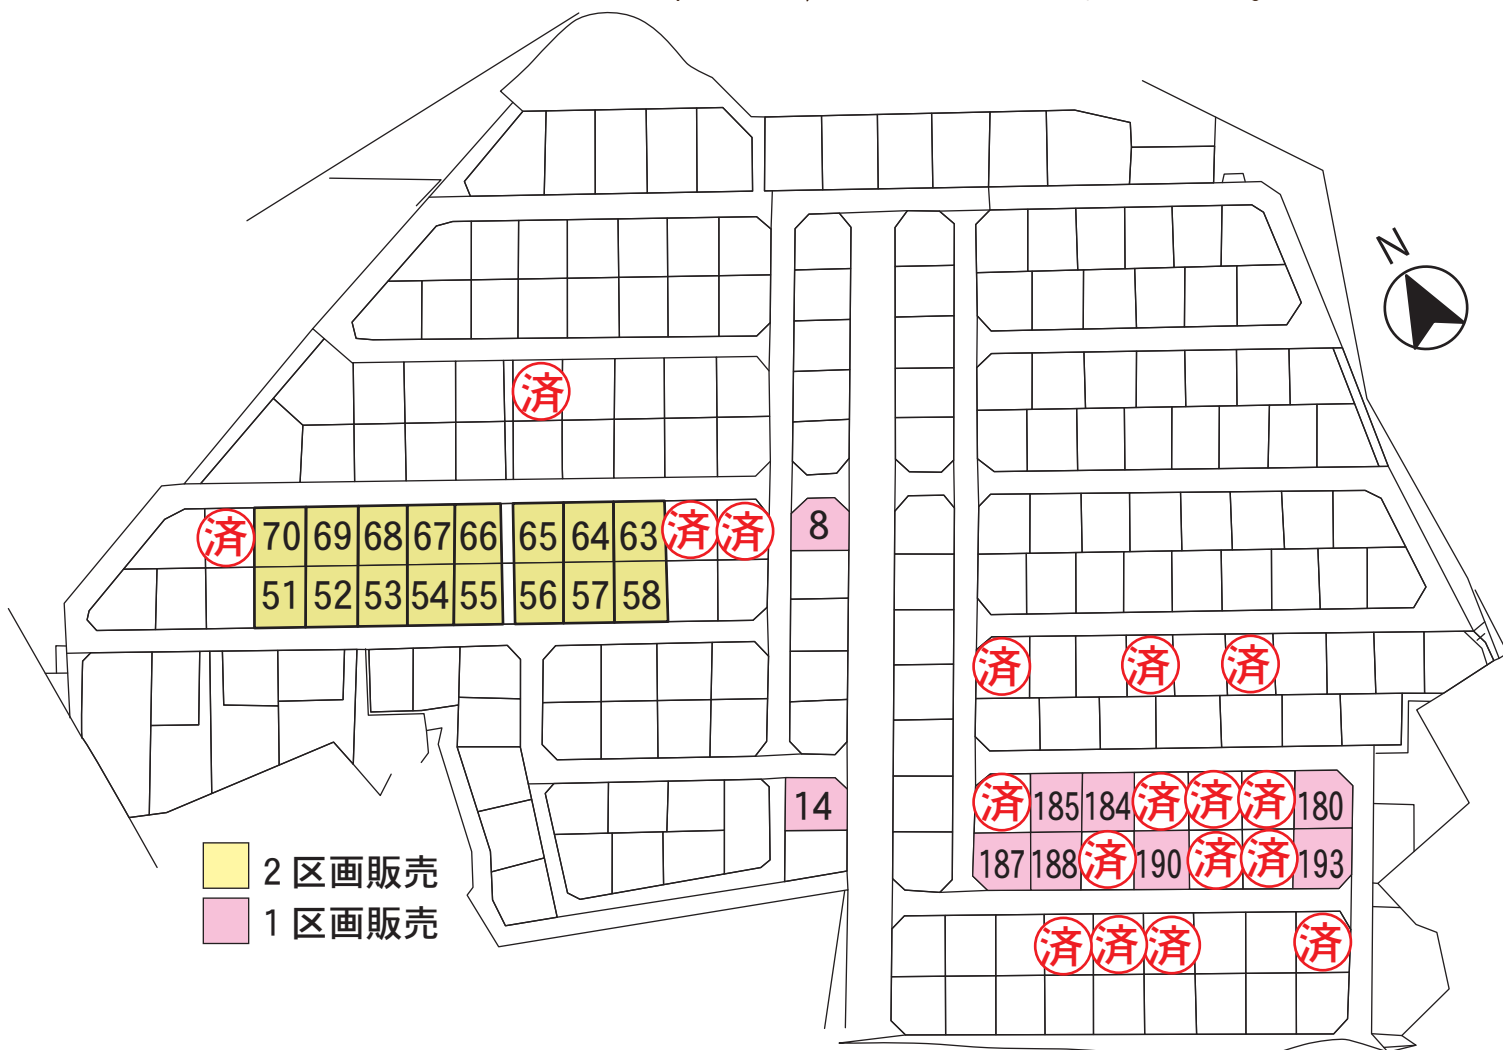 N
済
済 70 69 68 67 66 65 64 63 済 済 8
51 52 53 54 55 56 57 58
済 済 済
14
済 185 184 済 済 済 180
187 188 済 190 済 済 193
2 区画販売
1 区画販売
済 済 済 済